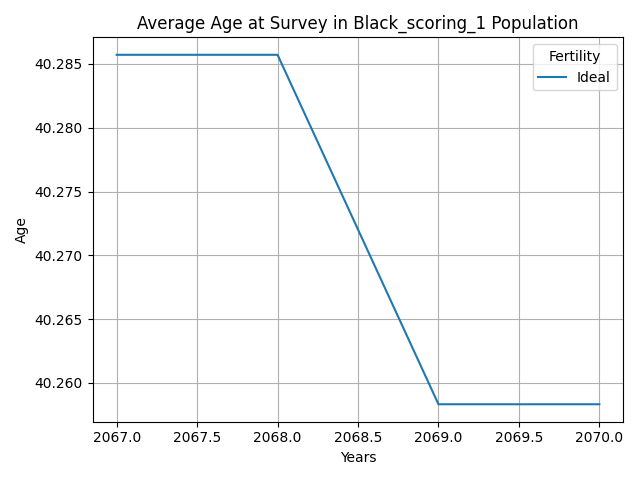 Average Age at Survey in Black_scoring_1 Population
Fertility
Ideal
40.285
40.280
40.275
40.270
40.265
40.260
Age
2067.0 2067.5 2068.0 2068.5 2069.0 2069.5 2070.0
Years